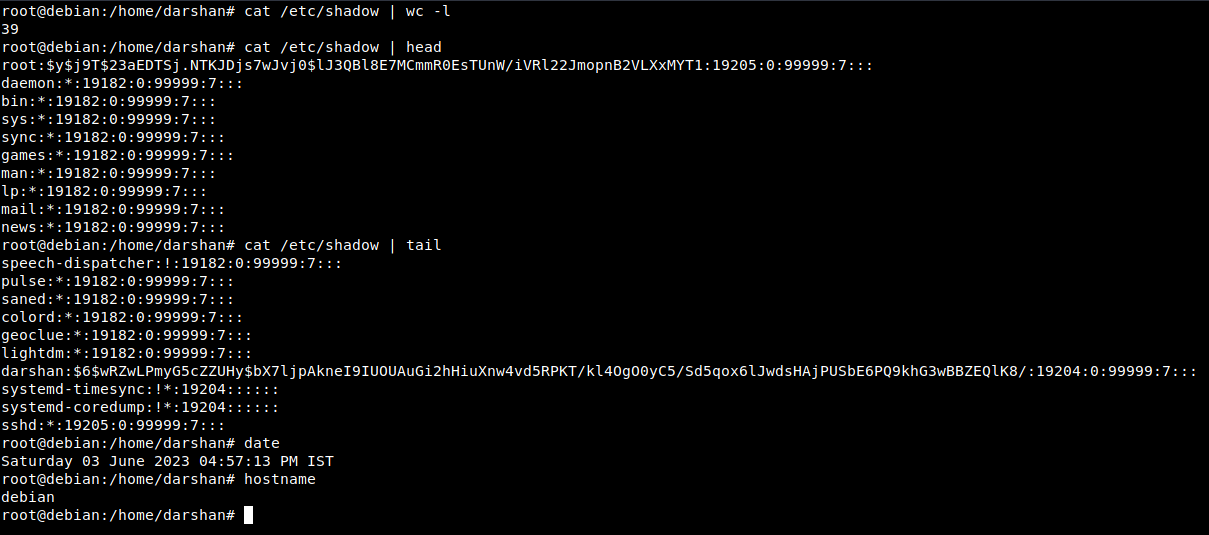 root@debian:/home/darshan# cat /etc/shadow | wc -l
39
root@debian:/home/darshan# cat /etc/shadow | head
root:$y$j9T$23aEDTSj.NTKJDjs7wJvj0$lJ3QBl8E7MCmmR0EsTUnW/iVRl22JmopnB2VLXxMYT1:19205:0:99999:7:::
daemon:*:19182:0:99999:7:::
bin:*:19182:0:99999:7:::
sys:*:19182:0:99999:7:::
sync:*:19182:0:99999:7:::
games:*:19182:0:99999:7:::
man:*:19182:0:99999:7:::
lp:*:19182:0:99999:7:::
mail:*:19182:0:99999:7:::
news:*:19182:0:99999:7:::
root@debian:/home/darshan# cat /etc/shadow | tail
speech-dispatcher:!:19182:0:99999:7:::
pulse:*:19182:0:99999:7:::
saned:*:19182:0:99999:7:::
colord:*:19182:0:99999:7:::
geoclue:*:19182:0:99999:7:::
lightdm:*:19182:0:99999:7:::
darshan:$6$wRZwLPmyG5cZZUHy$bX7ljpAkneI9IUOUAuGi2hHiuXnw4vd5RPKT/kl4OgO0yC5/Sd5qox6lJwdsHAjPUSbE6PQ9khG3wBBZEQlK8/:19204:0:99999:7:::
systemd-timesync:!*:19204::::::
systemd-coredump:!*:19204::::::
sshd:*:19205:0:99999:7:::
root@debian:/home/darshan# date
Saturday 03 June 2023 04:57:13 PM IST
root@debian:/home/darshan# hostname
debian
root@debian:/home/darshan#